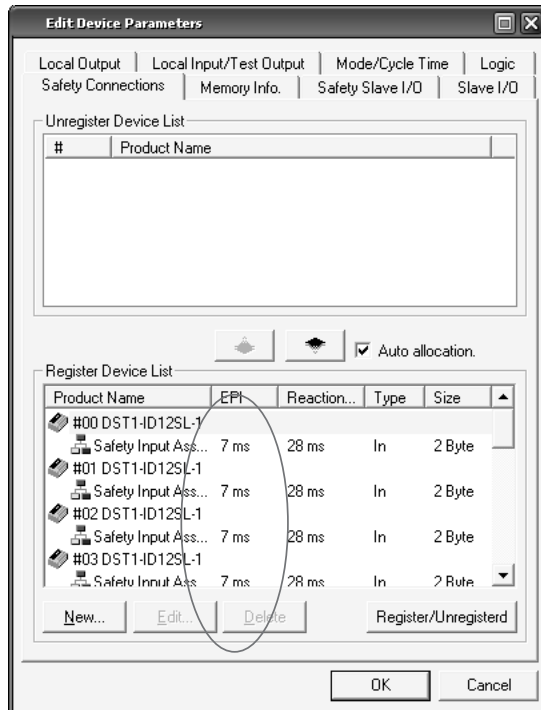 Edit Device Parameters
Local Output | Local Input/Test Output | Mode/Cycle Time | Logic
Safety Connections | Memory Info. | Safety Slave I/O | Slave I/O
Unregister Device List
# Product Name
Auto allocation.
Register Device List
Product Name EPI Reaction... Type Size
#00 DST1-ID12SL-1
Safety Input Ass... 7 ms 28 ms In 2 Byte
#01 DST1-ID12SL-1
Safety Input Ass... 7 ms 28 ms In 2 Byte
#02 DST1-ID12SL-1
Safety Input Ass... 7 ms 28 ms In 2 Byte
#03 DST1-ID12SL-1
Safety Input Ass... 7 ms 28 ms In 2 Byte
New... Edit... Delete Register/Unregisterd
OK Cancel